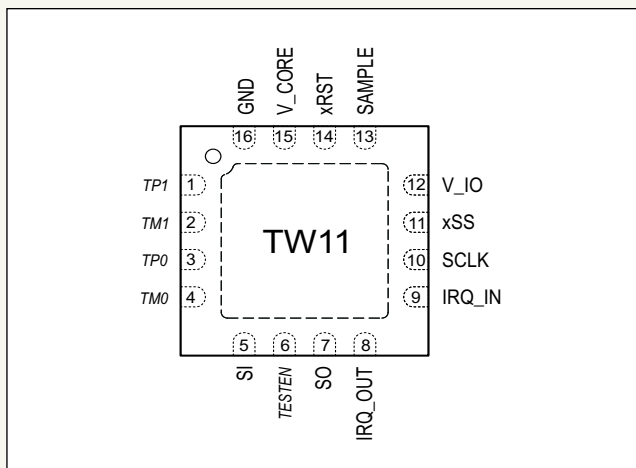 GND
V_CORE
xRST
SAMPLE
16
15
14
13
TP1
1
TM1
2
TP0
3
TM0
4
TW11
12
V_IO
11
xSS
10
SCLK
9
IRQ_IN
5
6
7
8
SI
TESTEN
SO
IRQ_OUT